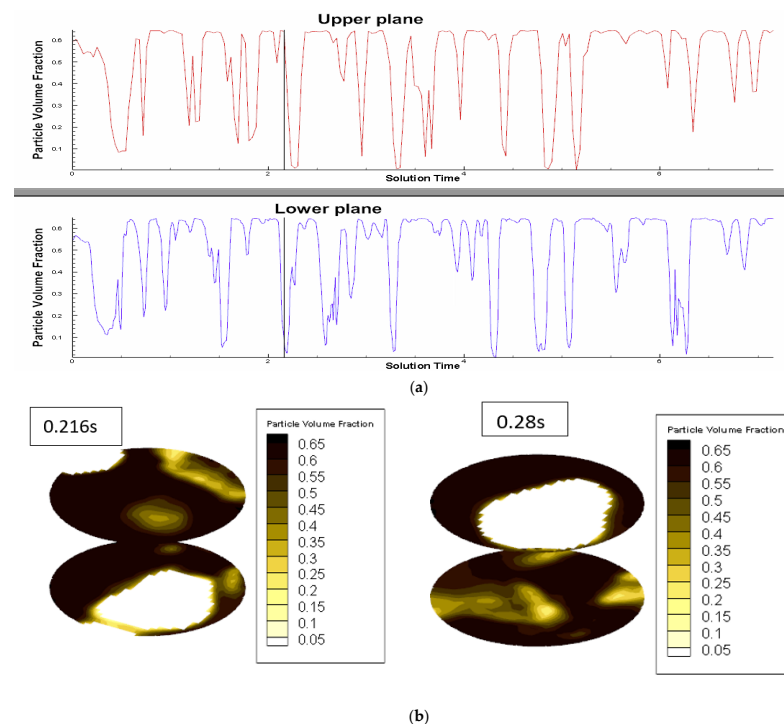 Upper plane
Particle Volume Fraction
0.6
0.5
0.4
0.3
0.2
0.1
0 2 4 6
Solution Time
Lower plane
Particle Volume Fraction
0.6
0.5
0.4
0.3
0.2
0.1
0 2 4 6
Solution Time
(a)
0.216s
Particle Volume Fraction
0.65
0.6
0.55
0.5
0.45
0.4
0.35
0.3
0.25
0.2
0.15
0.1
0.05
0.28s
Particle Volume Fraction
0.65
0.6
0.55
0.5
0.45
0.4
0.35
0.3
0.25
0.2
0.15
0.1
0.05
(b)